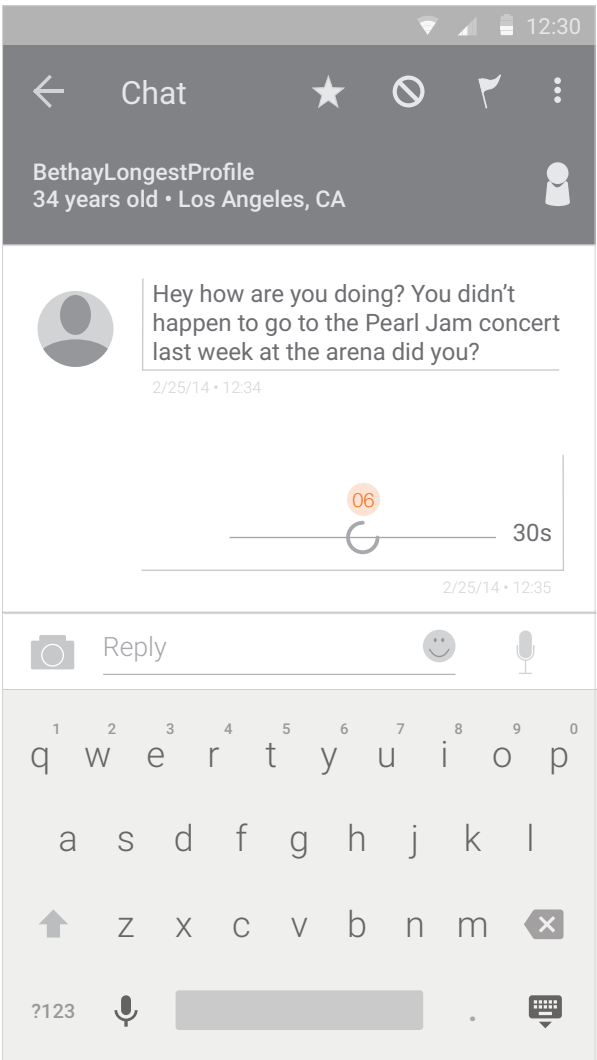 12:30
Chat
BethayLongestProfile
34 years old • Los Angeles, CA
Hey how are you doing? You didn’t
happen to go to the Pearl Jam concert
last week at the arena did you?
2/25/14 • 12:34
06
30s
2/25/14 • 12:35
Reply
1 2 3 4 5 6 7 8 9 0
q w e r t y u i o p
a s d f g h j k l
z x c v b n m
?123 .